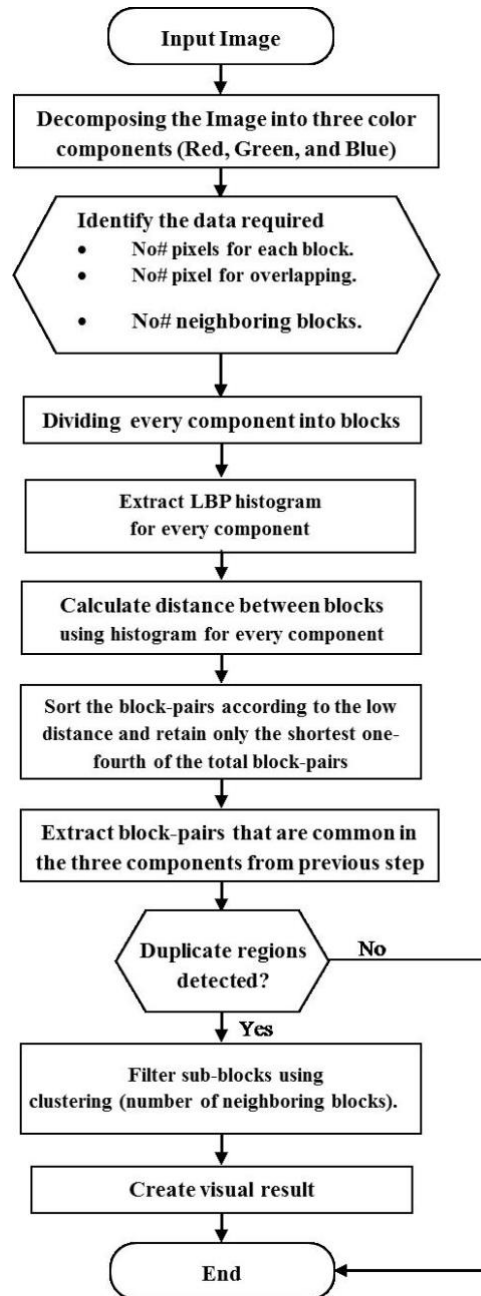 Input Image
Decomposing the Image into three color
components (Red, Green, and Blue)
Identify the data required
• No# pixels for each block.
• No# pixel for overlapping.
• No# neighboring blocks.
Dividing every component into blocks
Extract LBP histogram
for every component
Calculate distance between blocks
using histogram for every component
Sort the block-pairs according to the low
distance and retain only the shortest one-
fourth of the total block-pairs
Extract block-pairs that are common in
the three components from previous step
Duplicate regions
detected?
No
Yes
Filter sub-blocks using
clustering (number of neighboring blocks).
Create visual result
End